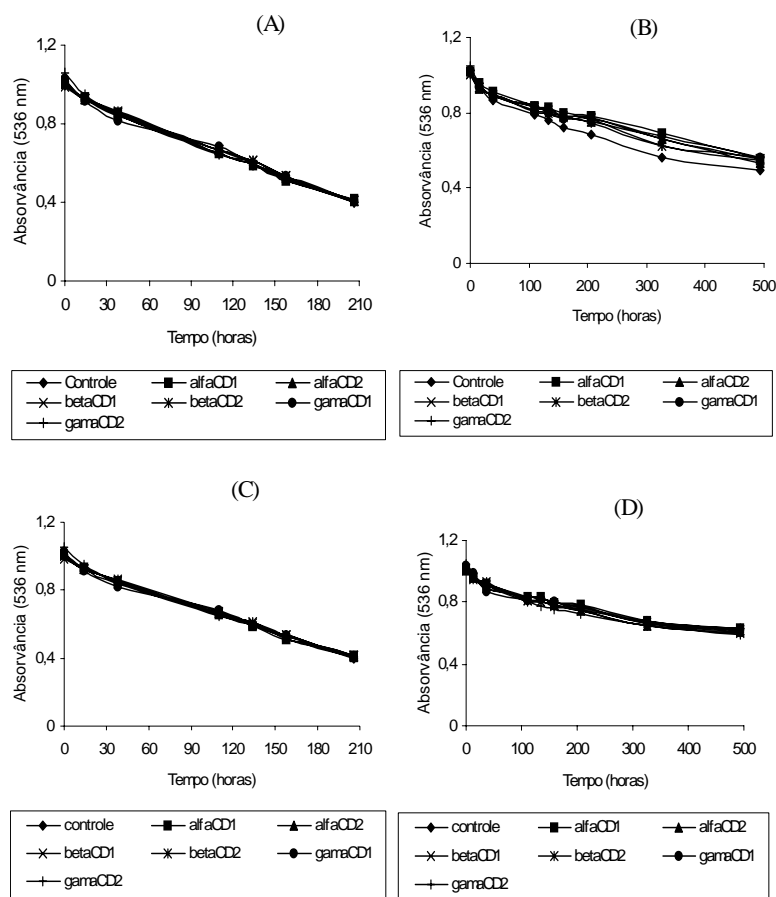 (A)
1,2
0,8
0,4
0
Absorvância (536 nm)
0 30 60 90 120 150 180 210
Tempo (horas)
Controle alfaCD1 alfaCD2
betaCD1 betaCD2 gamaCD1
gamaCD2
(B)
1,2
0,8
0,4
0
Absorvância (536 nm)
0 100 200 300 400 500
Tempo (horas)
Controle alfaCD1 alfaCD2
betaCD1 betaCD2 gamaCD1
gamaCD2
(C)
1,2
0,8
0,4
0
Absorvância (536 nm)
0 30 60 90 120 150 180 210
Tempo (horas)
controle alfaCD1 alfaCD2
betaCD1 betaCD2 gamaCD1
gamaCD2
(D)
1,2
0,8
0,4
0
Absorvância (536 nm)
0 100 200 300 400 500
Tempo (horas)
controle alfaCD1 alfaCD2
betaCD1 betaCD2 gamaCD1
gamaCD2